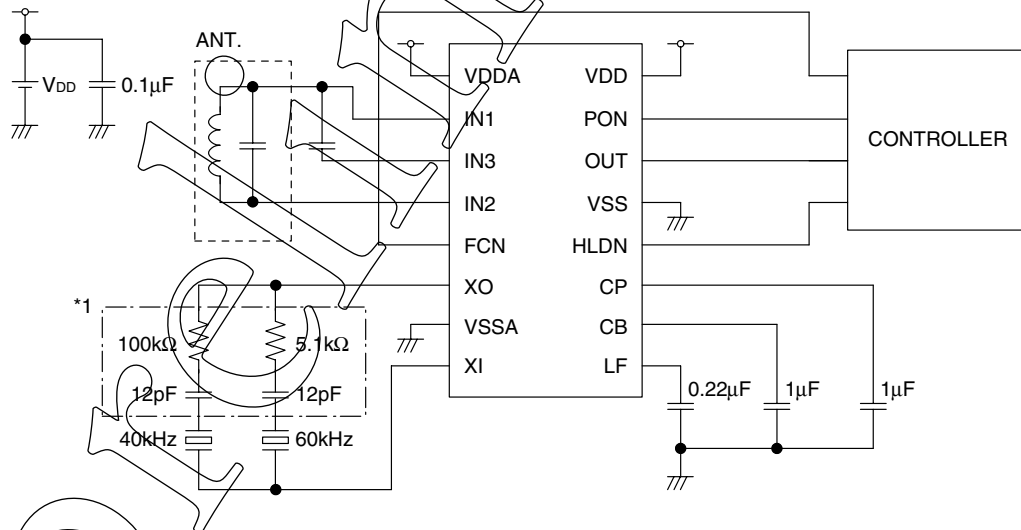 ANT.
VDD
0.1µF
VDDA
IN1
IN3
IN2
FCN
XO
VSSA
XI
VDD
PON
OUT
VSS
HLDN
CP
CB
LF
CONTROLLER
*1
100kΩ
5.1kΩ
12pF
12pF
40kHz
60kHz
0.22µF
1µF
1µF